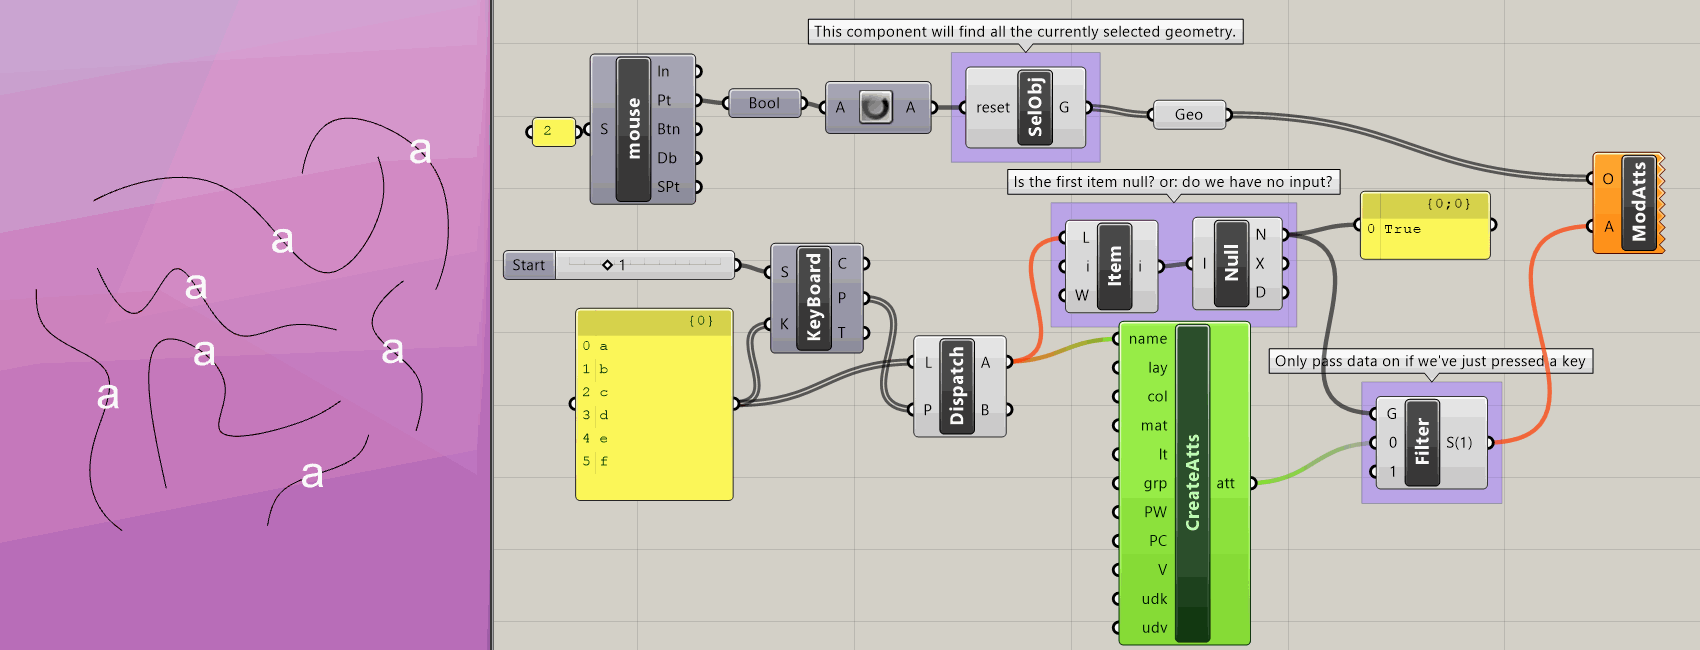 a
a
a
a
a
a
a
This component will find all the currently selected geometry.
2
S
mouse
In
Pt
Btn
Db
SPt
Bool
A A
reset SelObj G
Geo
O
A
ModAtts
Is the first item null? or: do we have no input?
L
i
W
Item
i
I
Null
N
X
D
{0;0}
0 True
Start 1
S
K
KeyBoard
C
P
T
{0}
0 a
1 b
2 c
3 d
4 e
5 f
L
P
Dispatch
A
B
name
lay
col
mat
lt
grp
PW
PC
V
udk
udv
CreateAtts
att
Only pass data on if we've just pressed a key
G
0
1
Filter
S(1)